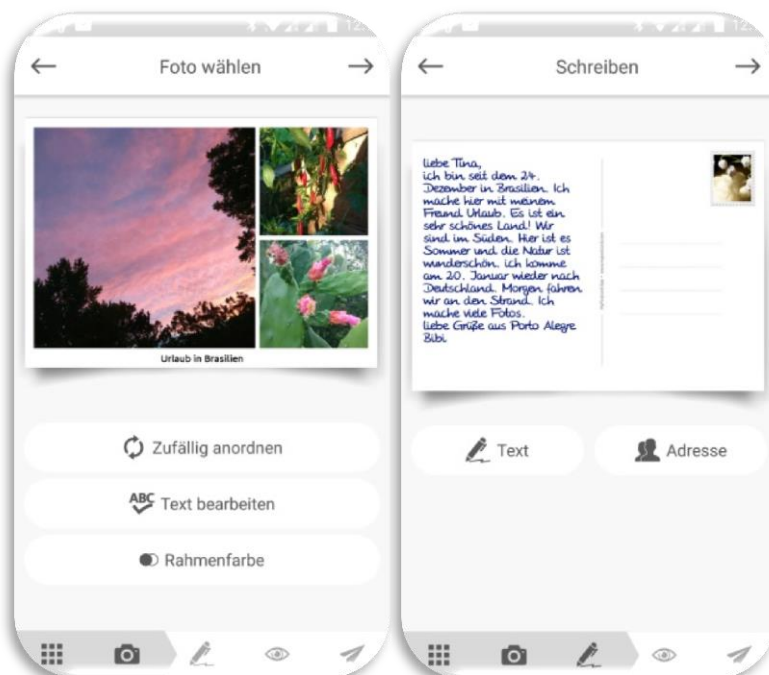 Foto wählen
Urlaub in Brasilien
Zufällig anordnen
ABC Text bearbeiten
Rahmenfarbe
Schreiben
liebe Tina,
ich bin seit dem 24.
Dezember in Brasilien. Ich
mache hier mit meinem
Freund Urlaub. Es ist ein
sehr schönes Land! Wir
sind im Süden. Hier ist es
Sommer und die Natur ist
wunderschön. ich komme
am 20. Januar wieder nach
Deutschland. Morgen fahren
wir an den Strand. Ich
mache viele Fotos.
liebe Grüße aus Porto Alegre
Bibi
Text
Adresse